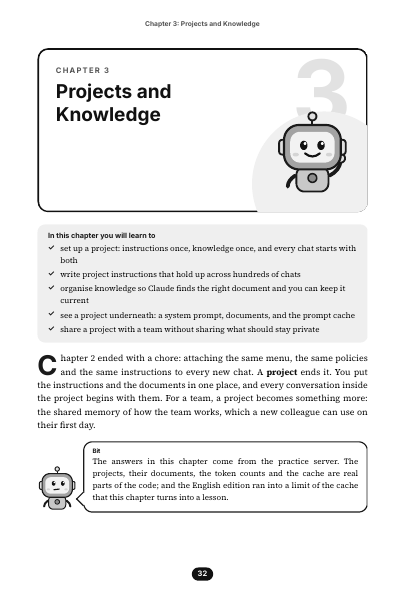 Chapter 3: Projects and Knowledge
CHAPTER 3
3
Projects and
Knowledge
In this chapter you will learn to
set up a project: instructions once, knowledge once, and every chat starts with
both
write project instructions that hold up across hundreds of chats
organise knowledge so Claude finds the right document and you can keep it
current
see a project underneath: a system prompt, documents, and the prompt cache
share a project with a team without sharing what should stay private
Chapter 2 ended with a chore: attaching the same menu, the same policies
and the same instructions to every new chat. A project ends it. You put
the instructions and the documents in one place, and every conversation inside
the project begins with them. For a team, a project becomes something more:
the shared memory of how the team works, which a new colleague can use on
their first day.
Bit
The answers in this chapter come from the practice server. The
projects, their documents, the token counts and the cache are real
parts of the code; and the English edition ran into a limit of the cache
that this chapter turns into a lesson.
32